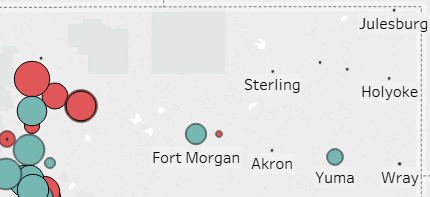 Julesburg
Sterling
Holyoke
Fort Morgan
Akron
Yuma
Wray